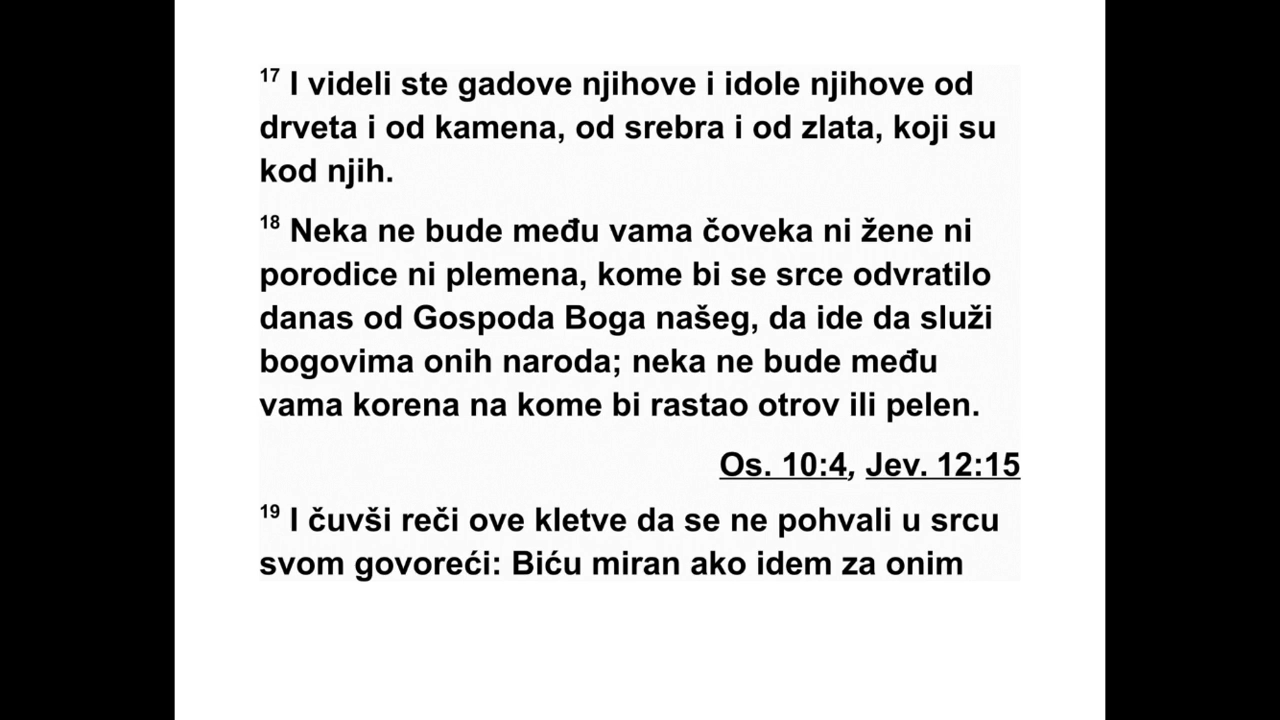 17 I videli ste gadove njihove i idole njihove od
drveta i od kamena, od srebra i od zlata, koji su
kod njih.
18 Neka ne bude među vama čoveka ni žene ni
porodice ni plemena, kome bi se srce odvratilo
danas od Gospoda Boga našeg, da ide da služi
bogovima onih naroda; neka ne bude među
vama korena na kome bi rastao otrov ili pelen.
Os. 10:4, Jev. 12:15
19 I čuvši reči ove kletve da se ne pohvali u srcu
svom govoreći: Biću miran ako idem za onim